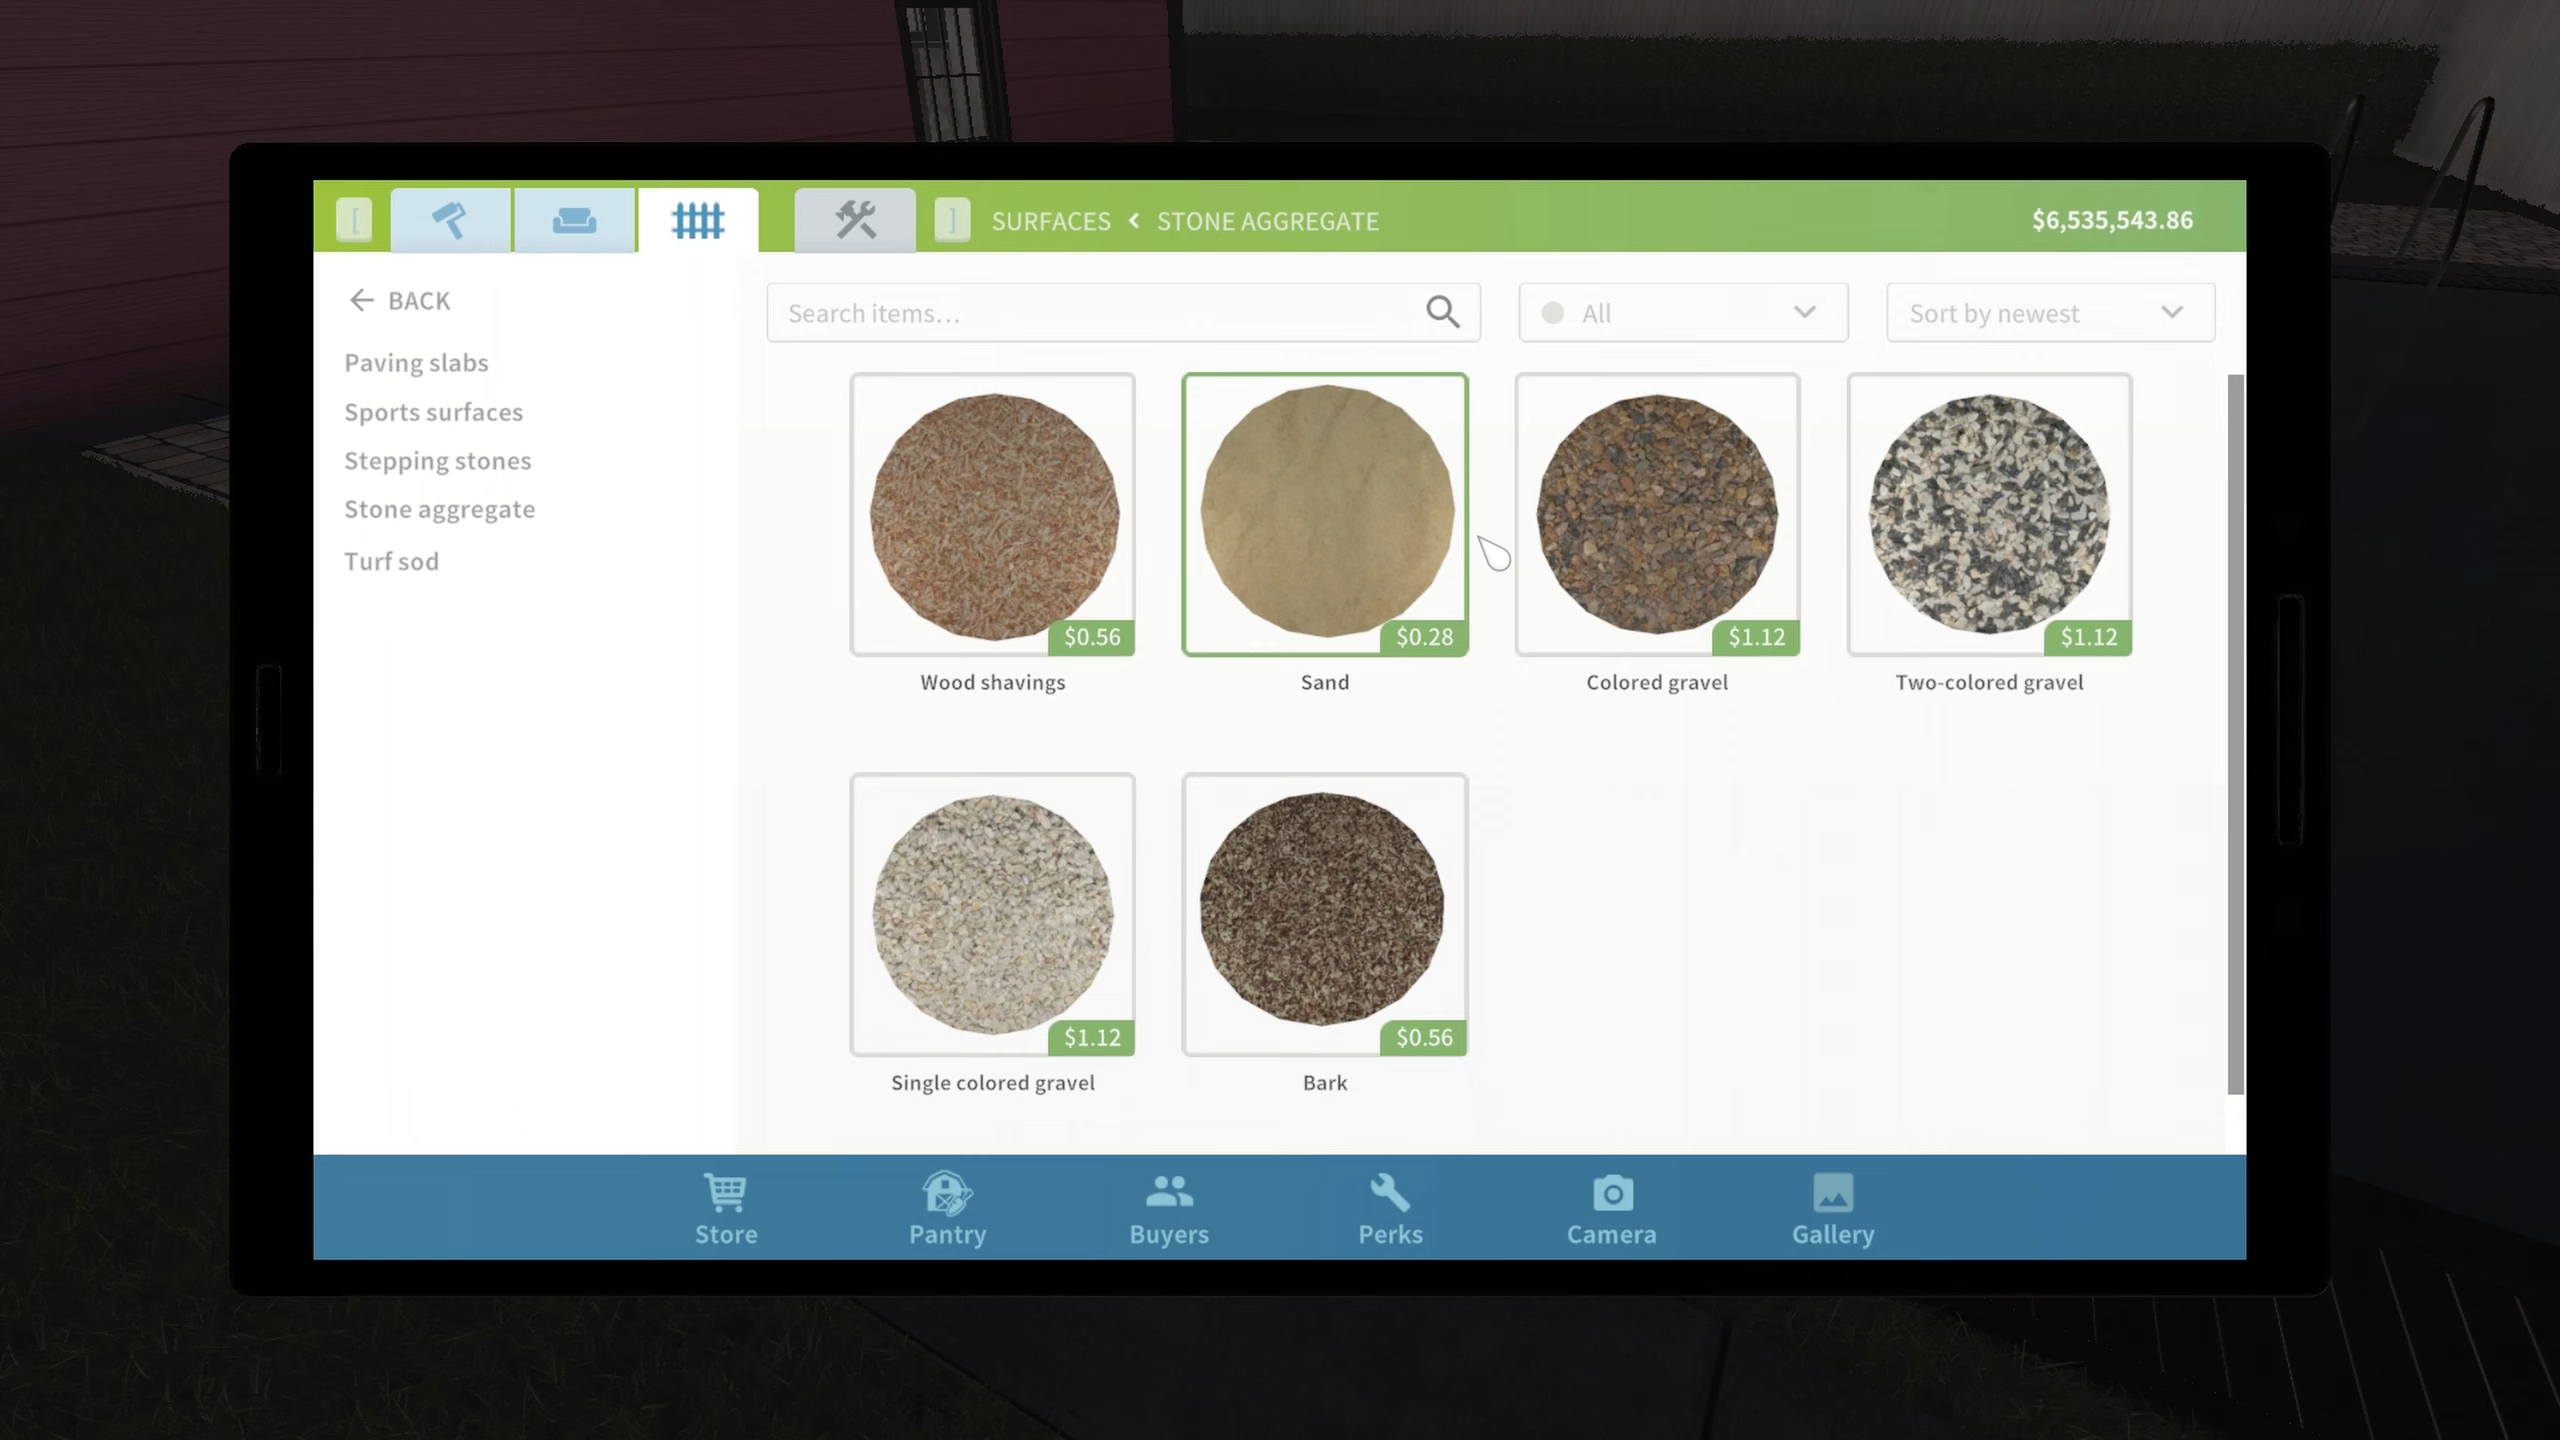 [
] SURFACES < STONE AGGREGATE
$6,535,543.86
BACK
Paving slabs
Sports surfaces
Stepping stones
Stone aggregate
Turf sod
Search items...
All
Sort by newest
$0.56
$0.28
$1.12
$1.12
Wood shavings
Sand
Colored gravel
Two-colored gravel
$1.12
$0.56
Single colored gravel
Bark
Store
Pantry
Buyers
Perks
Camera
Gallery